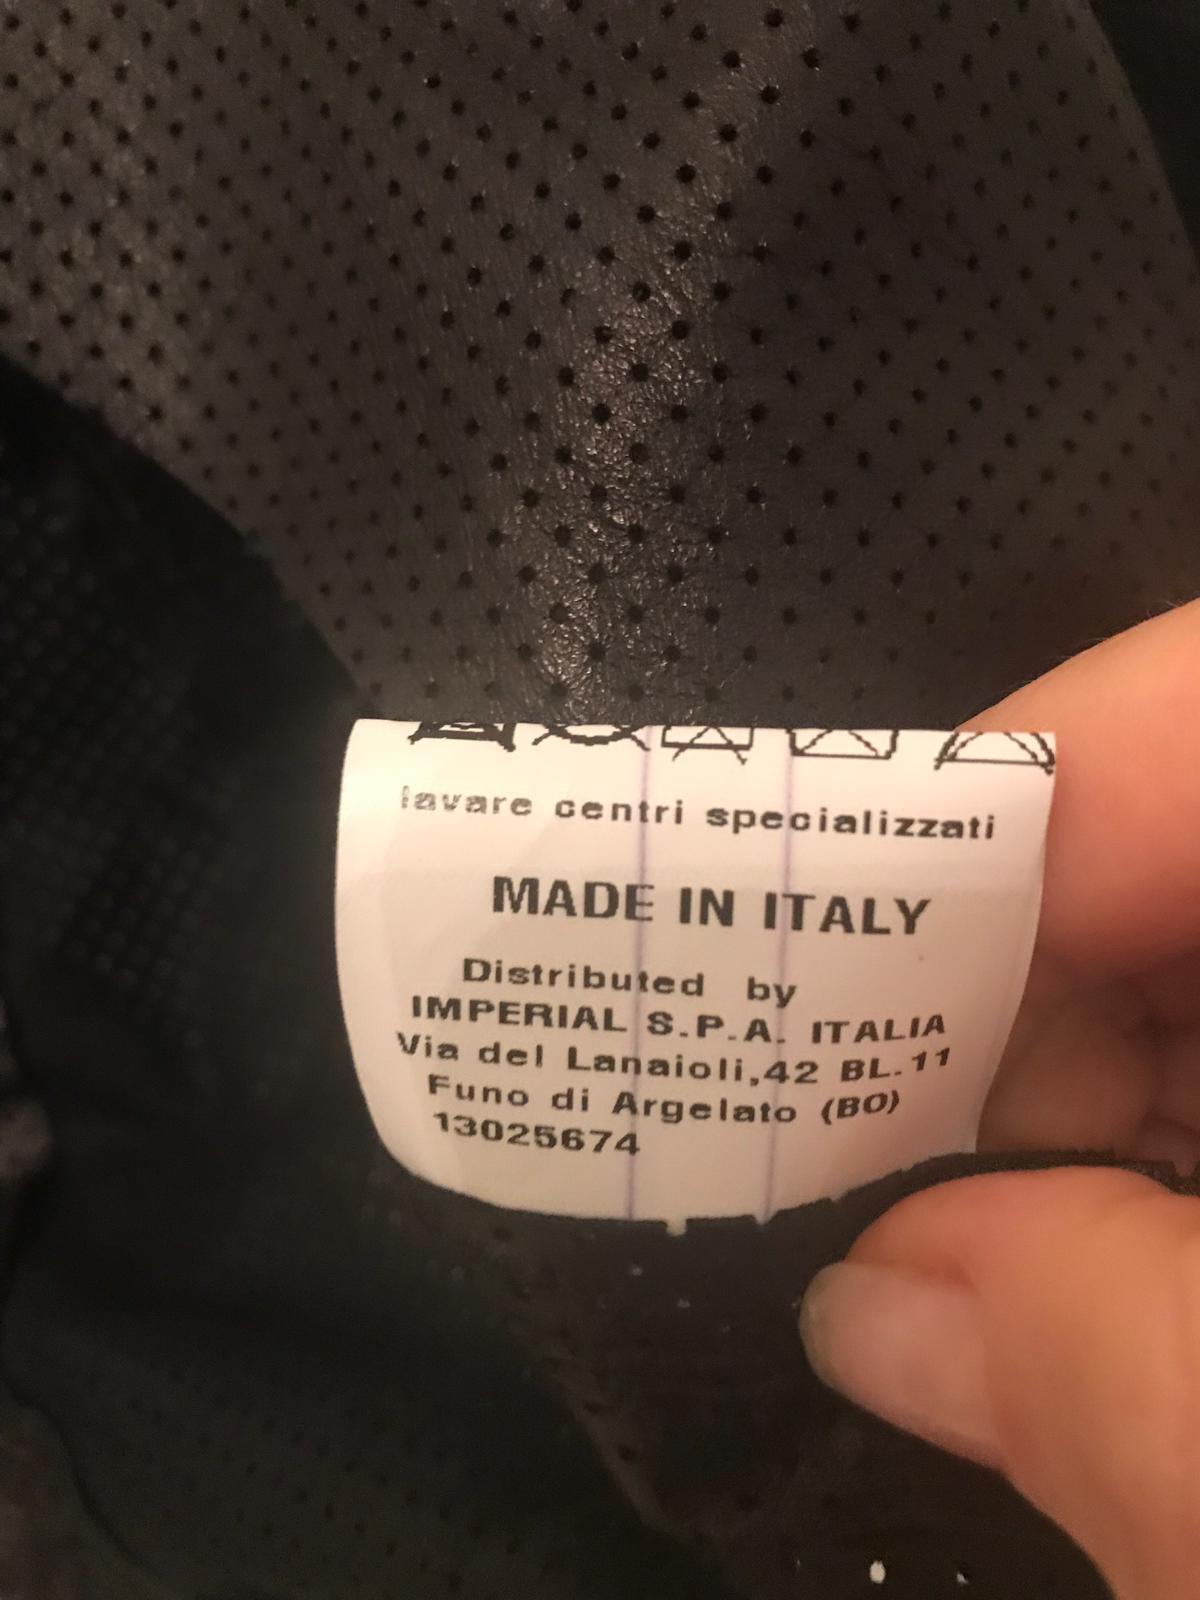 lavare centri specializzati
MADE IN ITALY
Distributed by
IMPERIAL S.P.A. ITALIA
Via del Lanaioli,42 BL.11
Funo di Argelato (BO)
13025674